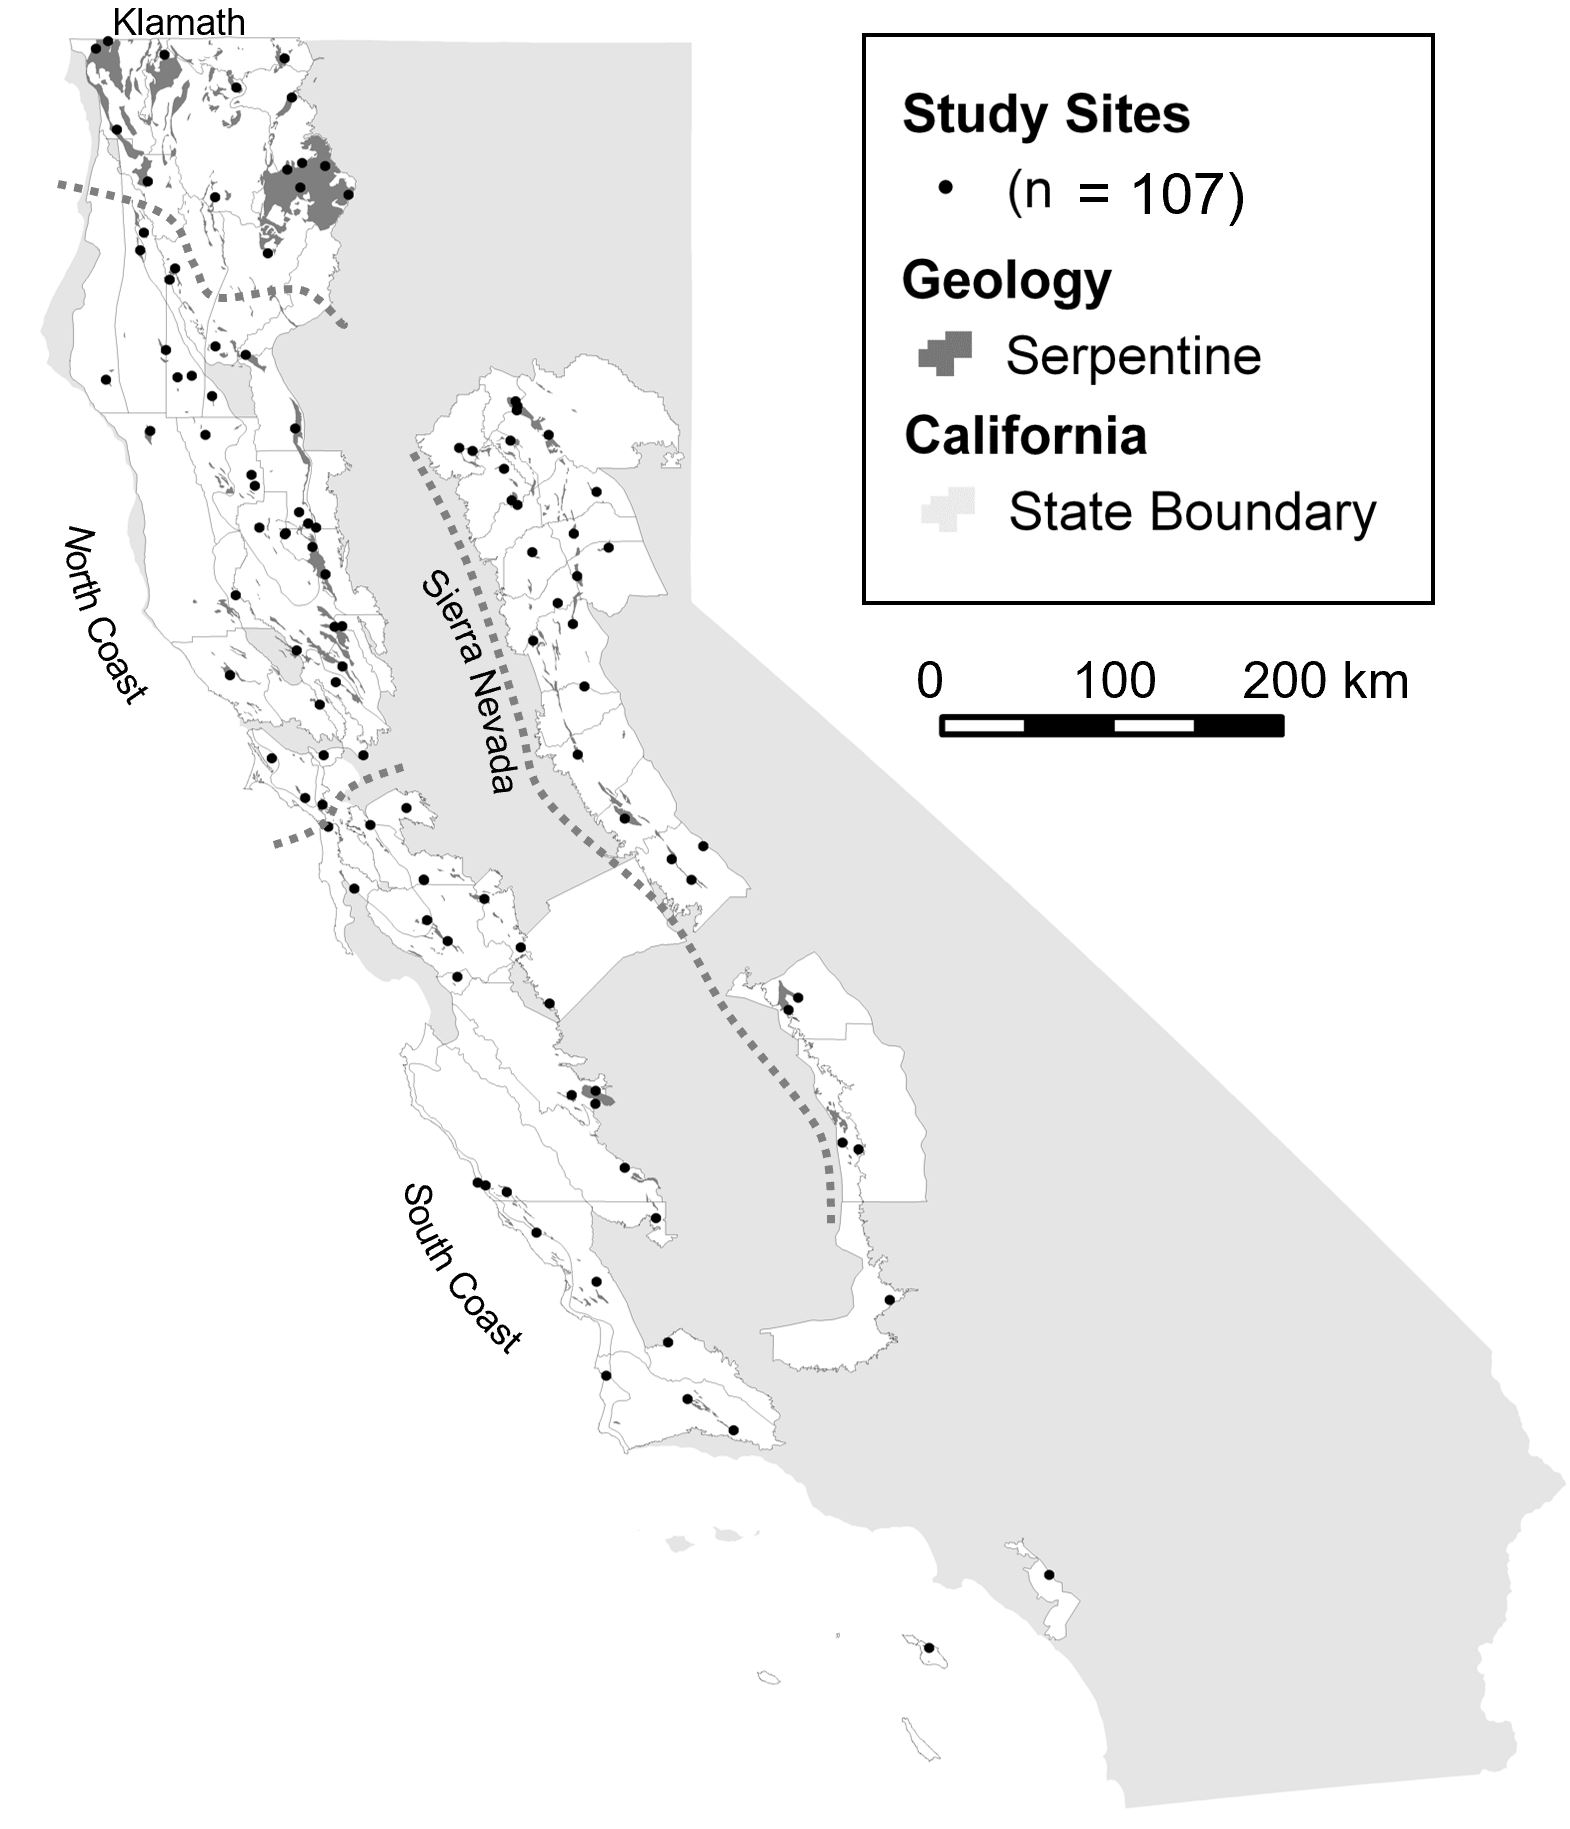 Klamath
Study Sites
(n = 107)
Geology
Serpentine
California
State Boundary
0 100 200 km
North Coast
Sierra Nevada
South Coast